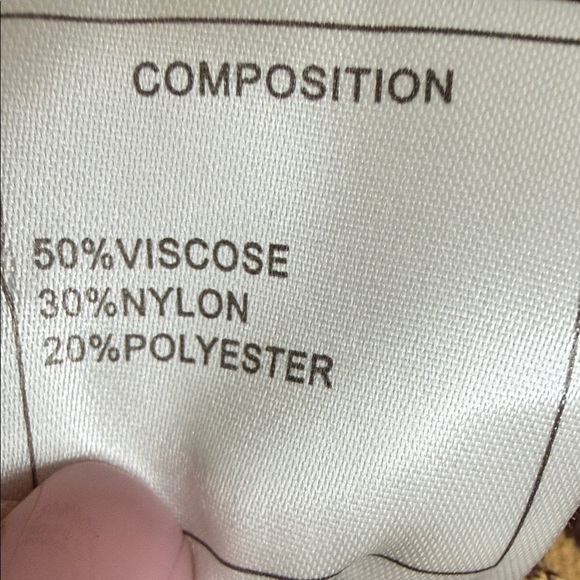 COMPOSITION
50%VISCOSE
30%NYLON
20%POLYESTER